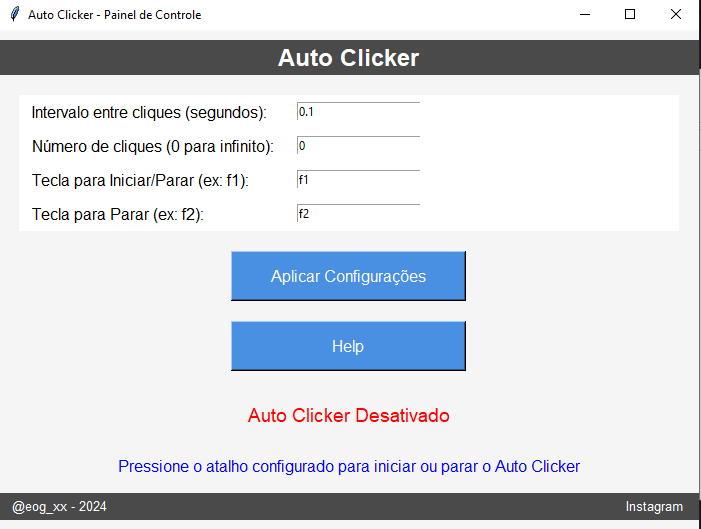 Auto Clicker - Painel de Controle
Auto Clicker
Intervalo entre cliques (segundos): 0.1
Número de cliques (0 para infinito): 0
Tecla para Iniciar/Parar (ex: f1): f1
Tecla para Parar (ex: f2): f2
Aplicar Configurações
Help
Auto Clicker Desativado
Pressione o atalho configurado para iniciar ou parar o Auto Clicker
@eog_xx - 2024 Instagram